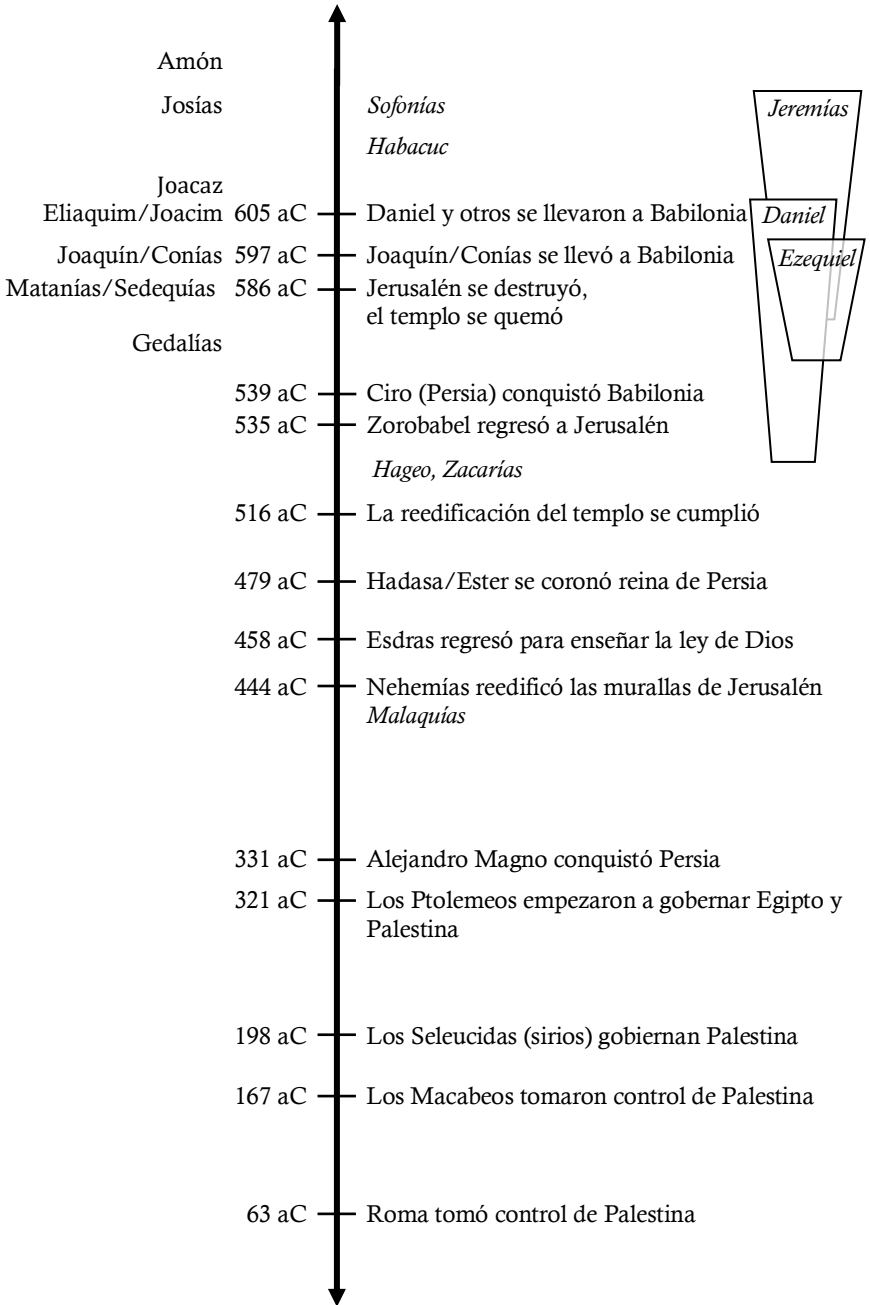 Amón
Josías Sofonías Jeremías
Habacuc
Joacaz
Eliaquim/Joacim 605 aC Daniel y otros se llevaron a Babilonia Daniel
Joaquín/Conías 597 aC Joaquín/Conías se llevó a Babilonia Ezequiel
Matanías/Sedequías 586 aC Jerusalén se destruyó,
el templo se quemó
Gedalías
539 aC Ciro (Persia) conquistó Babilonia
535 aC Zorobabel regresó a Jerusalén
Hageo, Zacarías
516 aC La reedificación del templo se cumplió
479 aC Hadasa/Ester se coronó reina de Persia
458 aC Esdras regresó para enseñar la ley de Dios
444 aC Nehemías reedificó las murallas de Jerusalén
Malaquías
331 aC Alejandro Magno conquistó Persia
321 aC Los Ptolemeos empezaron a gobernar Egipto y
Palestina
198 aC Los Seleucidas (sirios) gobiernan Palestina
167 aC Los Macabeos tomaron control de Palestina
63 aC Roma tomó control de Palestina